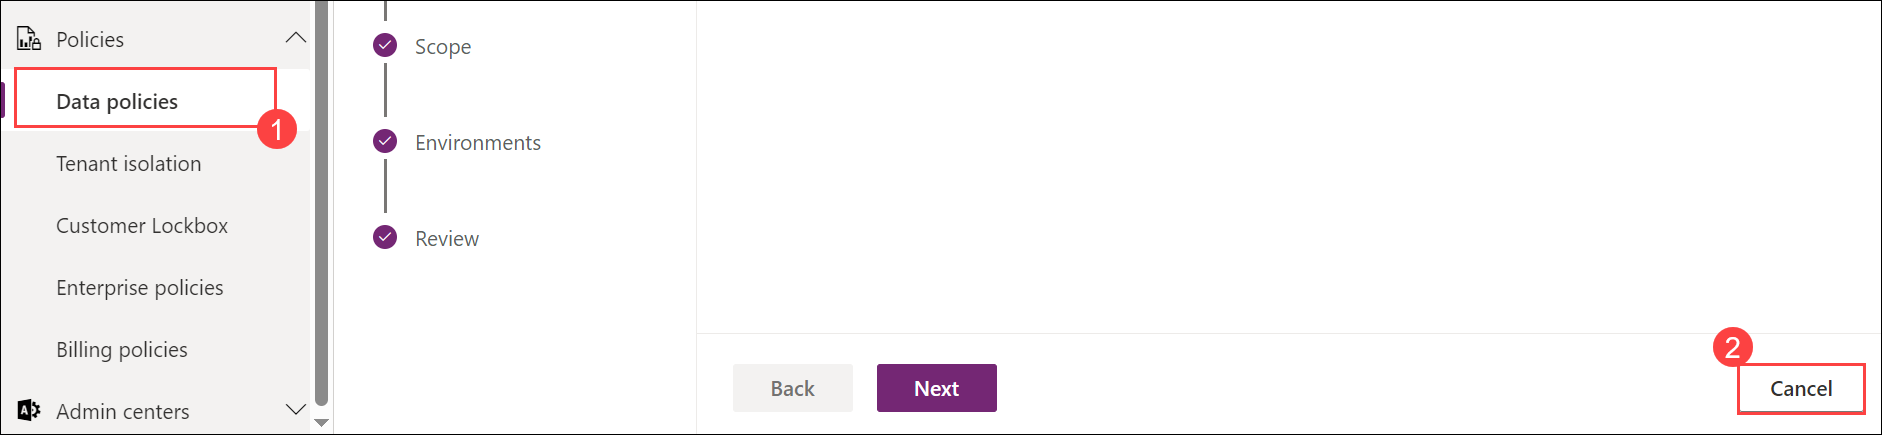 Policies
Data policies
1
Tenant isolation
Customer Lockbox
Enterprise policies
Billing policies
Admin centers
Scope
Environments
Review
Back
Next
2
Cancel